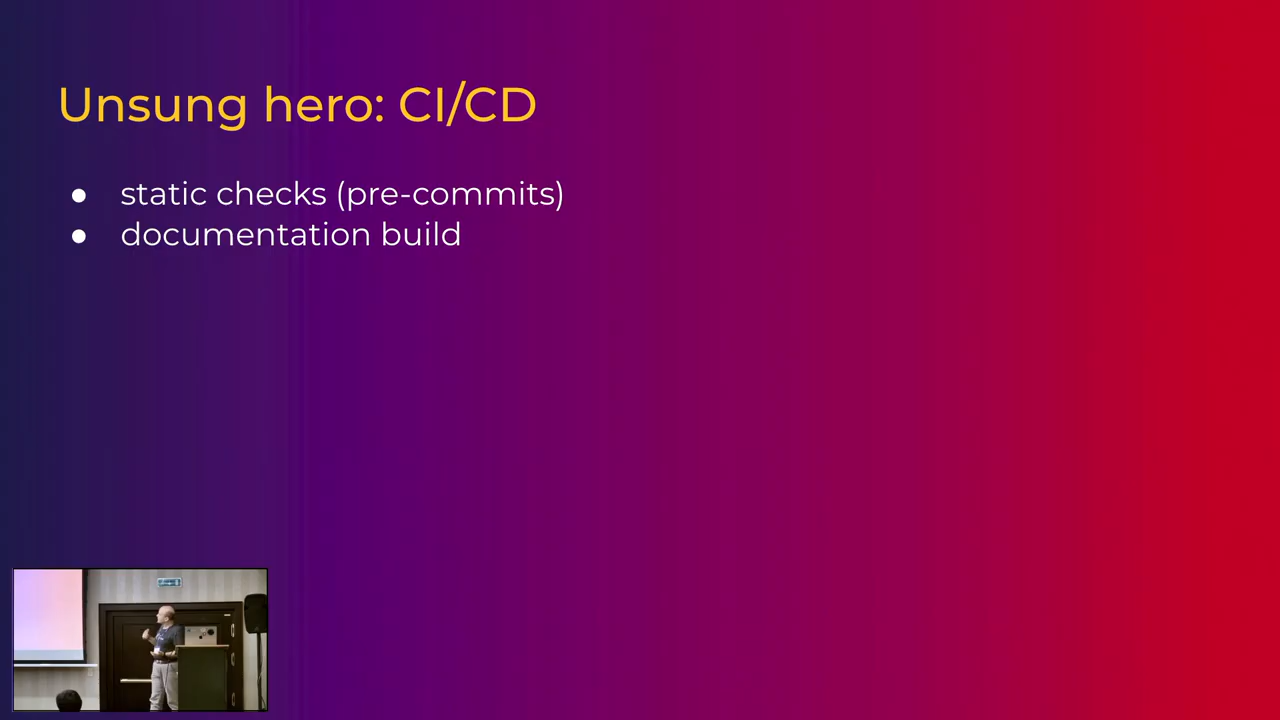 Unsung hero: CI/CD
● static checks (pre-commits)
● documentation build